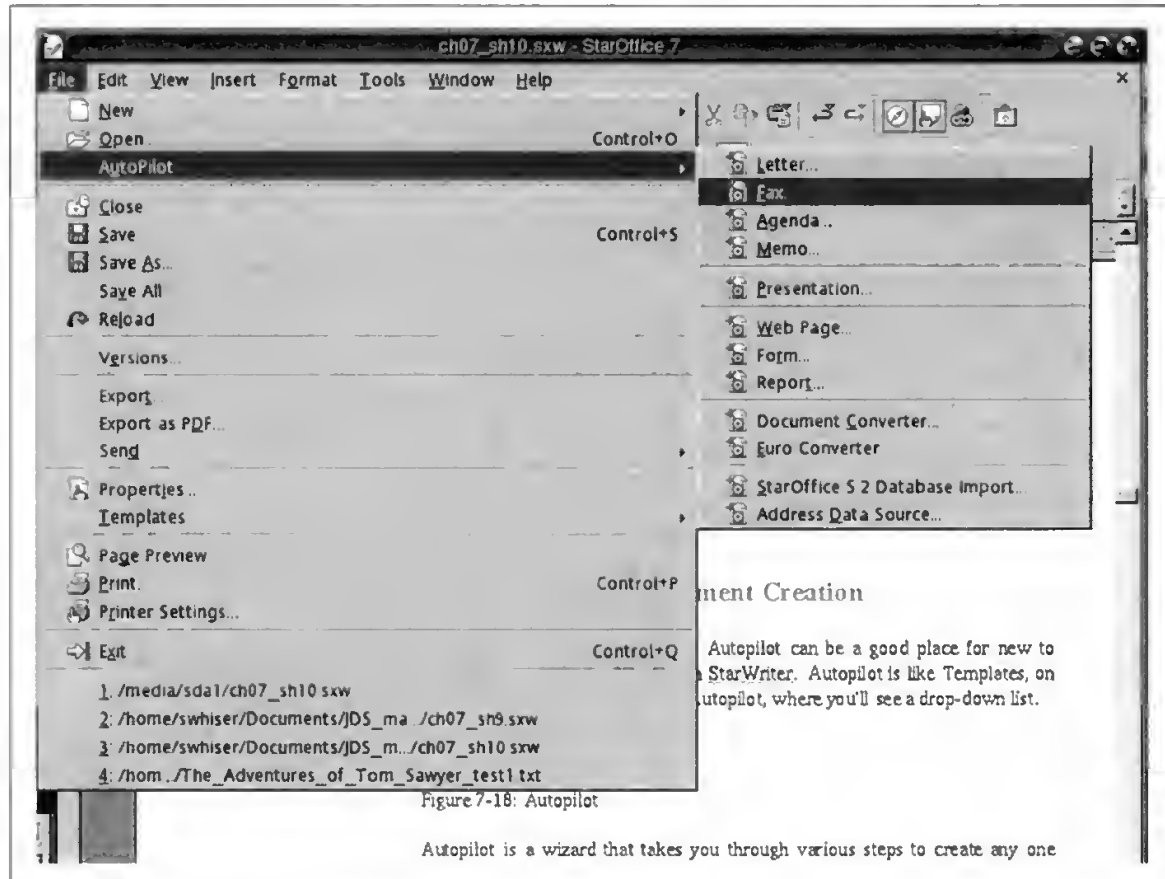 ch07_sh10.sxw - StarOffice 7
File Edit View Insert Format Tools Window Help
New
Open. Control+O
AutoPilot
Close
Save Control+S
Save As...
Save All
Reload
Versions...
Export...
Export as PDF...
Send
Properties...
Templates
Page Preview
Print. Control+P
Printer Settings...
Exit Control+Q
1. /media/sda1/ch07_sh10 sxw
2: /home/swhiser/Documents/JDS_ma ../ch07_sh9.sxw
3: /home/swhiser/Documents/JDS_m.../ch07_sh10 sxw
4: /hom ../The_Adventures_of_Tom_Sawyer_test1 txt
Letter...
Fax.
Agenda ..
Memo...
Presentation...
Web Page...
Form...
Report...
Document Converter...
Euro Converter
StarOffice 5 2 Database Import...
Address Data Source...
ment Creation
Autopilot can be a good place for new to
StarWriter. Autopilot is like Templates, on
utopilot, where you'll see a drop-down list.
Figure 7-18: Autopilot
Autopilot is a wizard that takes you through various steps to create any one